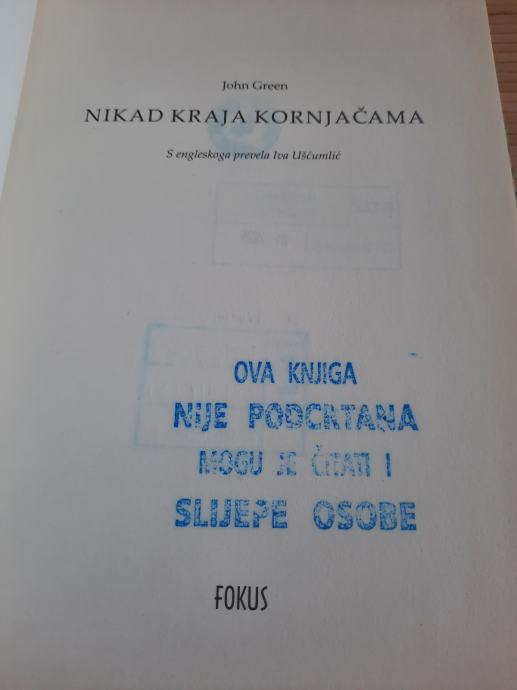 John Green
NIKAD KRAJA KORNJAČAMA
S engleskoga prevela Iva Ušćumlić
OVA KNJIGA
NIJE PODCRTANA
MOGU JE ČITATI I
SLIJEPE OSOBE
FOKUS